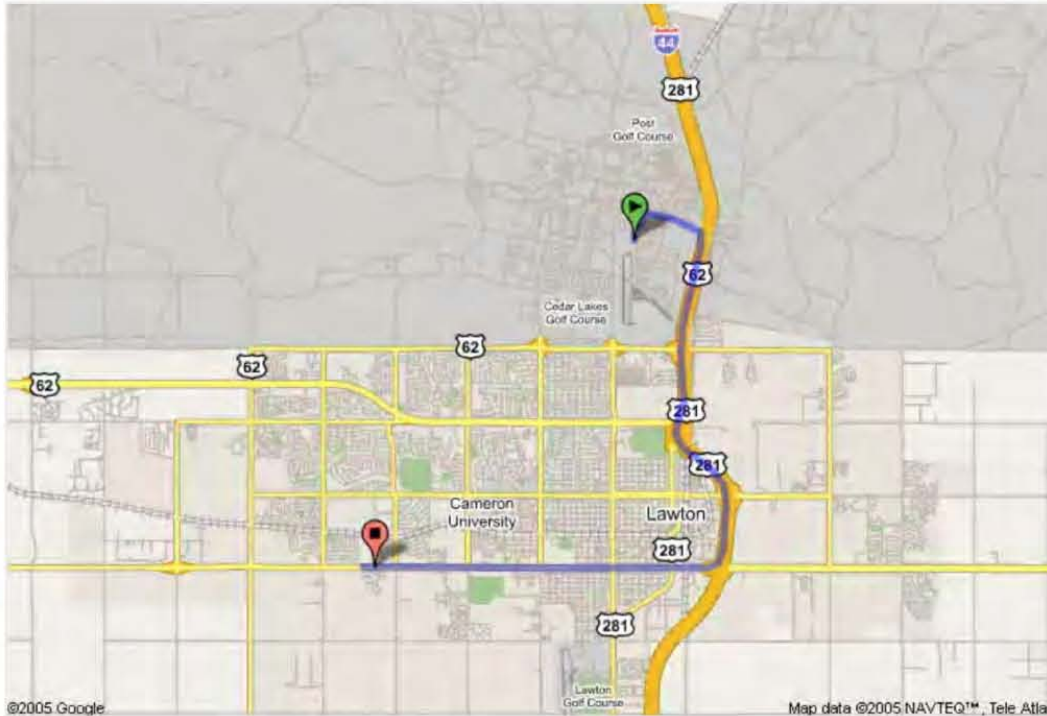 44
281
Post
Golf Course
62
Cedar Lakes
Golf Course
62
62
62
281
281
Cameron
University
Lawton
281
281
Lawton
Golf Course
©2005 Google
Map data ©2005 NAVTEQ™, Tele Atla